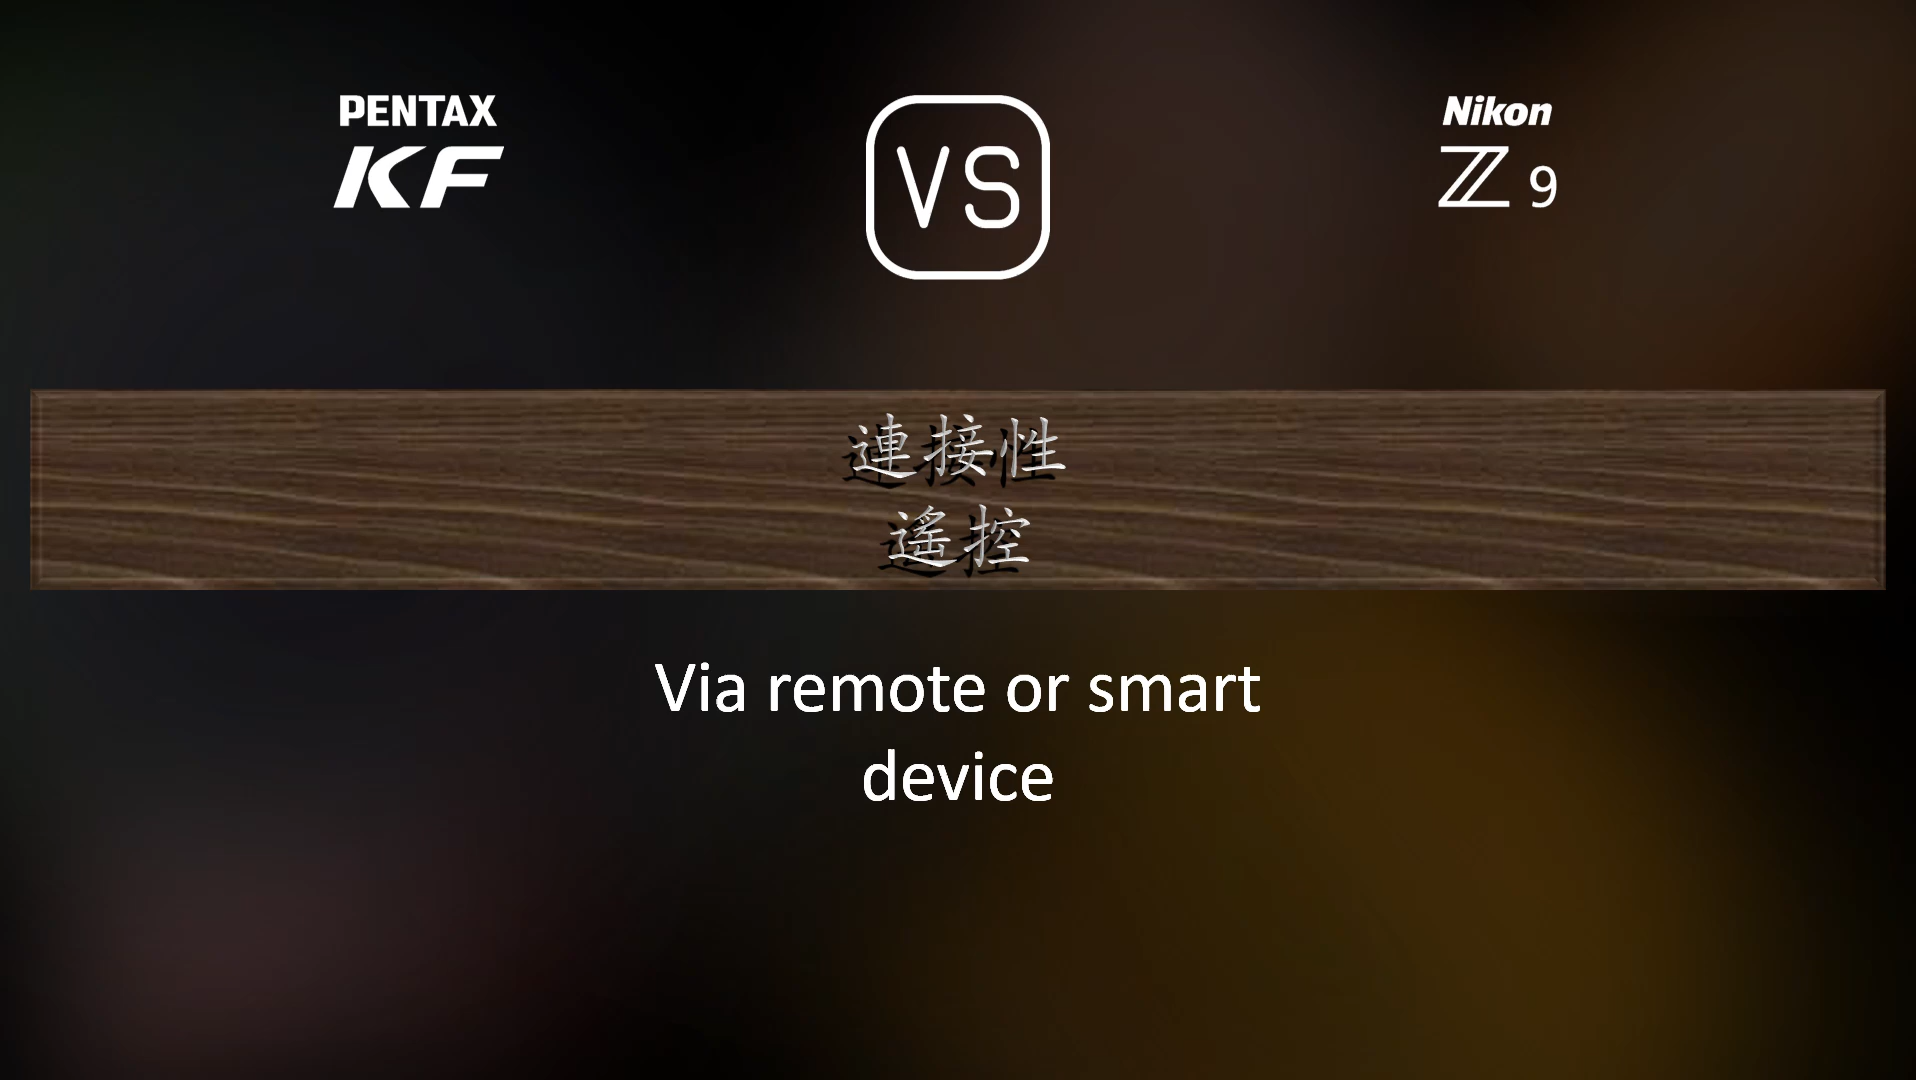 PENTAX
KF
VS
Nikon
Z 9
連接性
遙控
Via remote or smart
device